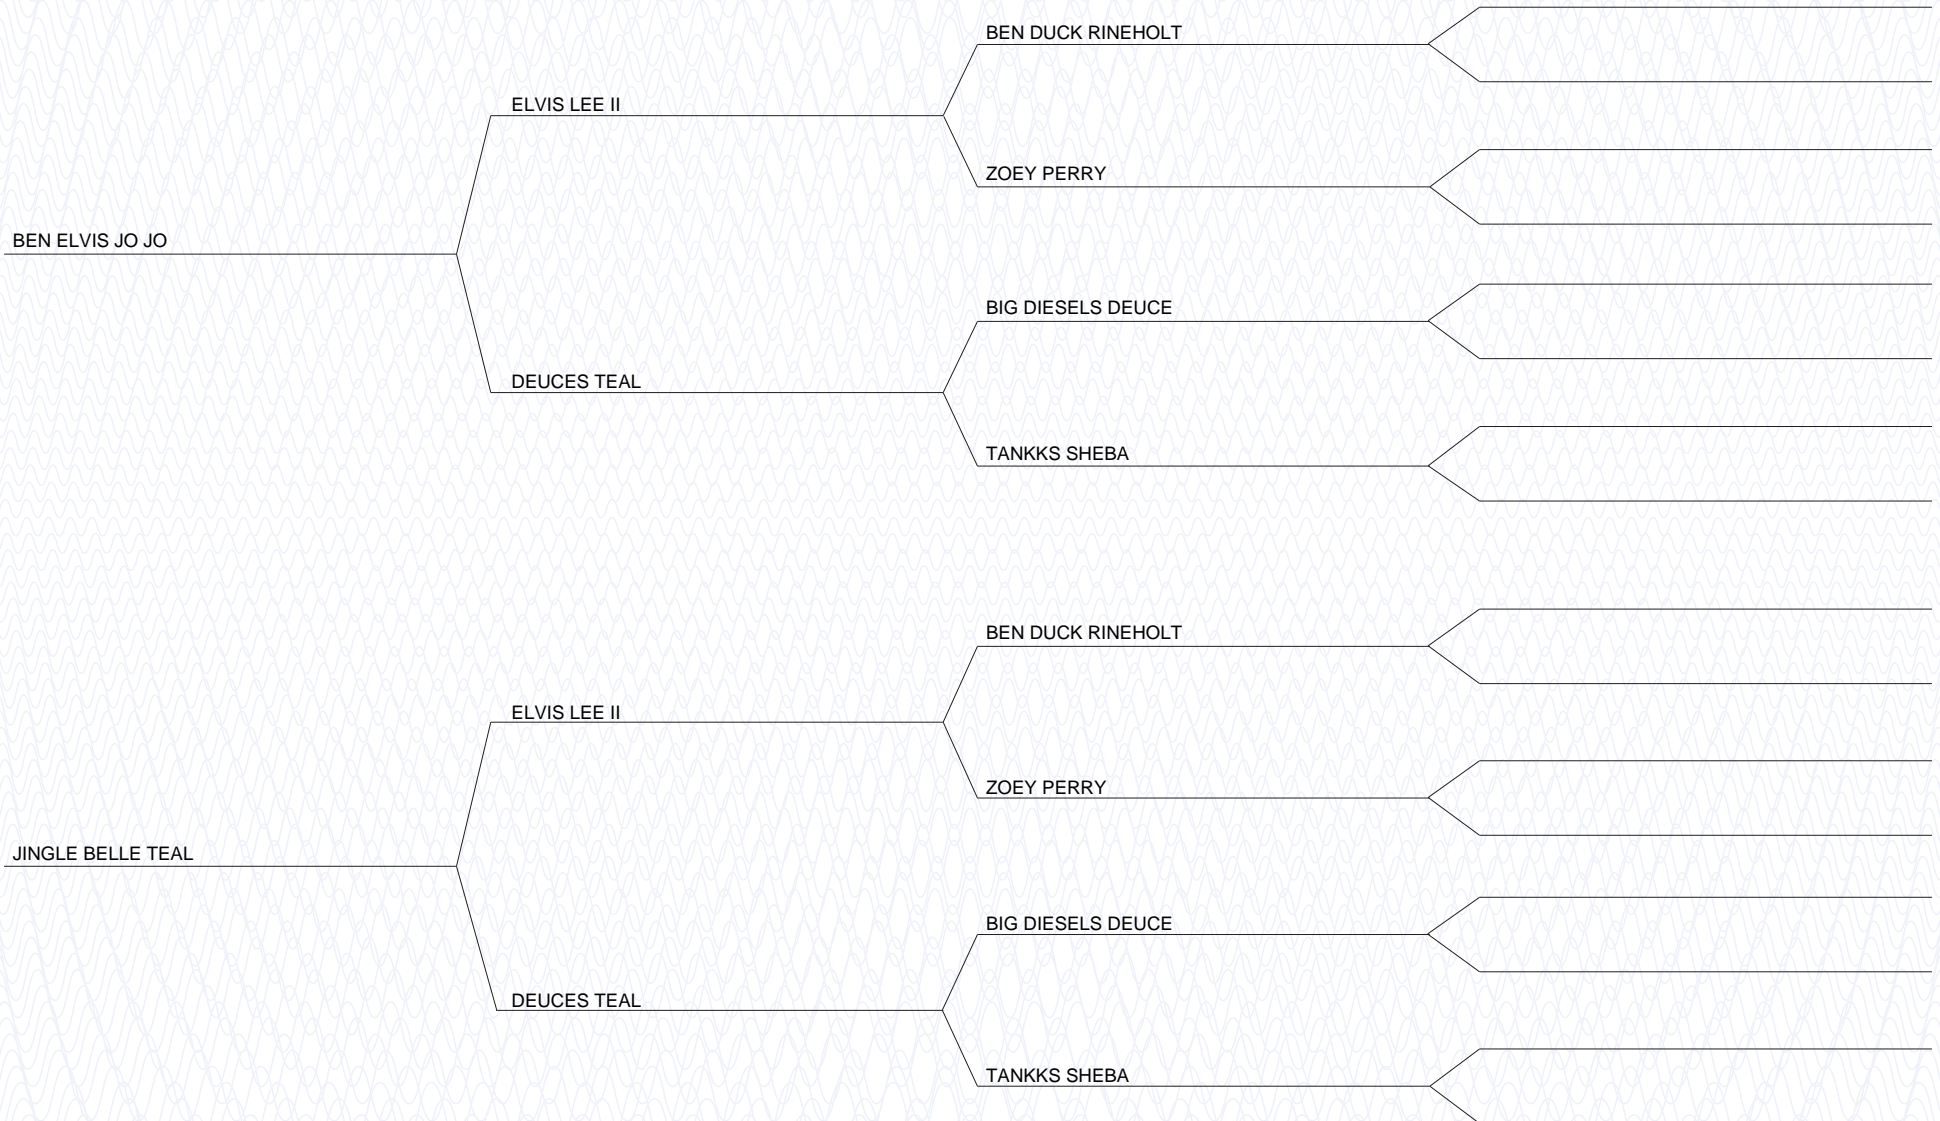 BEN DUCK RINEHOLT
ELVIS LEE II
ZOEY PERRY
BEN ELVIS JO JO
BIG DIESELS DEUCE
DEUCES TEAL
TANKKS SHEBA
BEN DUCK RINEHOLT
ELVIS LEE II
ZOEY PERRY
JINGLE BELLE TEAL
BIG DIESELS DEUCE
DEUCES TEAL
TANKKS SHEBA